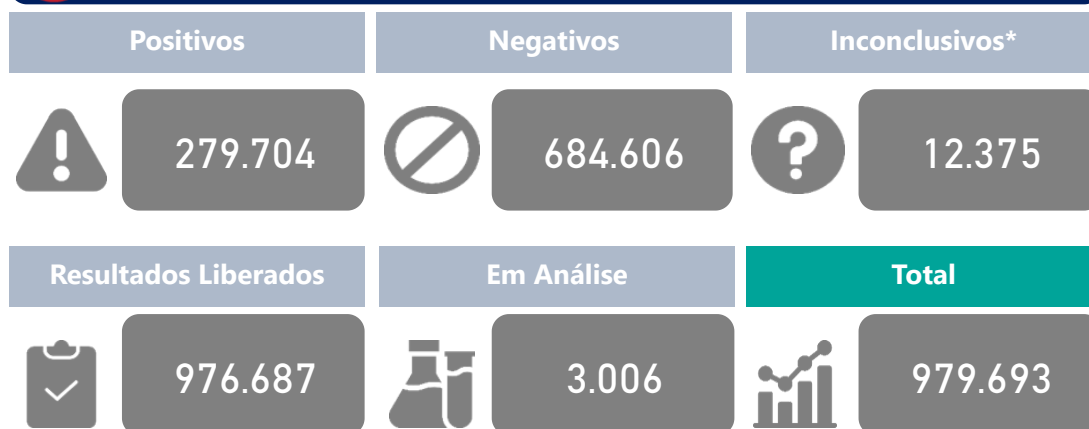 Positivos
Negativos
Inconclusivos*
279.704
684.606
12.375
Resultados Liberados
Em Análise
Total
976.687
3.006
979.693